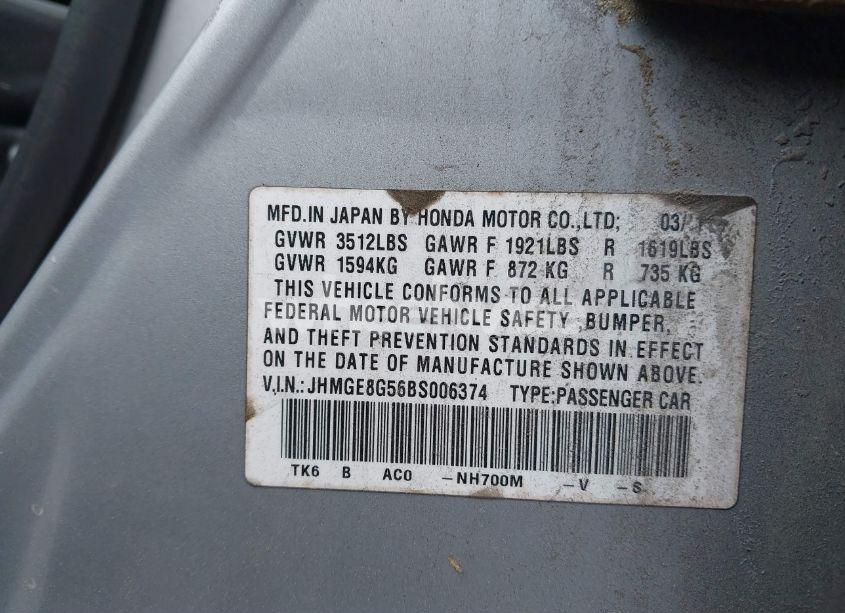 MFD.IN JAPAN BY HONDA MOTOR CO.,LTD; 03/
GVWR 3512LBS GAWR F 1921LBS R 1619LBS
GVWR 1594KG GAWR F 872 KG R 735 KG
THIS VEHICLE CONFORMS TO ALL APPLICABLE
FEDERAL MOTOR VEHICLE SAFETY ,BUMPER,
AND THEFT PREVENTION STANDARDS IN EFFECT
ON THE DATE OF MANUFACTURE SHOWN ABOVE.
V.I.N.: JHMGE8G56BS006374 TYPE:PASSENGER CAR
TK6 B AC0 -NH700M -V -S